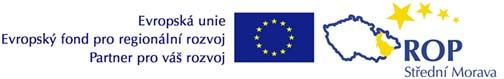 Evropská unie
Evropský fond pro regionální rozvoj
Partner pro váš rozvoj
ROP
Střední Morava